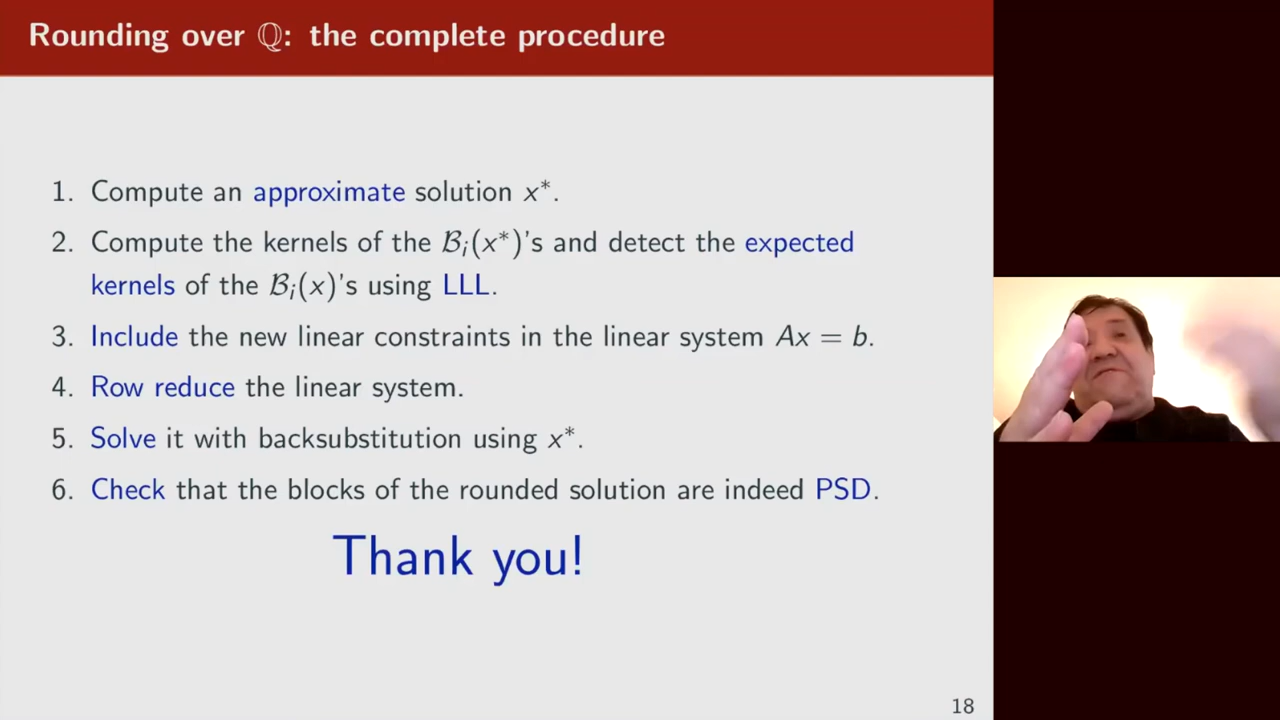 Rounding over ℚ: the complete procedure
1. Compute an approximate solution x*.
2. Compute the kernels of the ℬᵢ(x*)'s and detect the expected
kernels of the ℬᵢ(x)'s using LLL.
3. Include the new linear constraints in the linear system Ax = b.
4. Row reduce the linear system.
5. Solve it with backsubstitution using x*.
6. Check that the blocks of the rounded solution are indeed PSD.
Thank you!
18